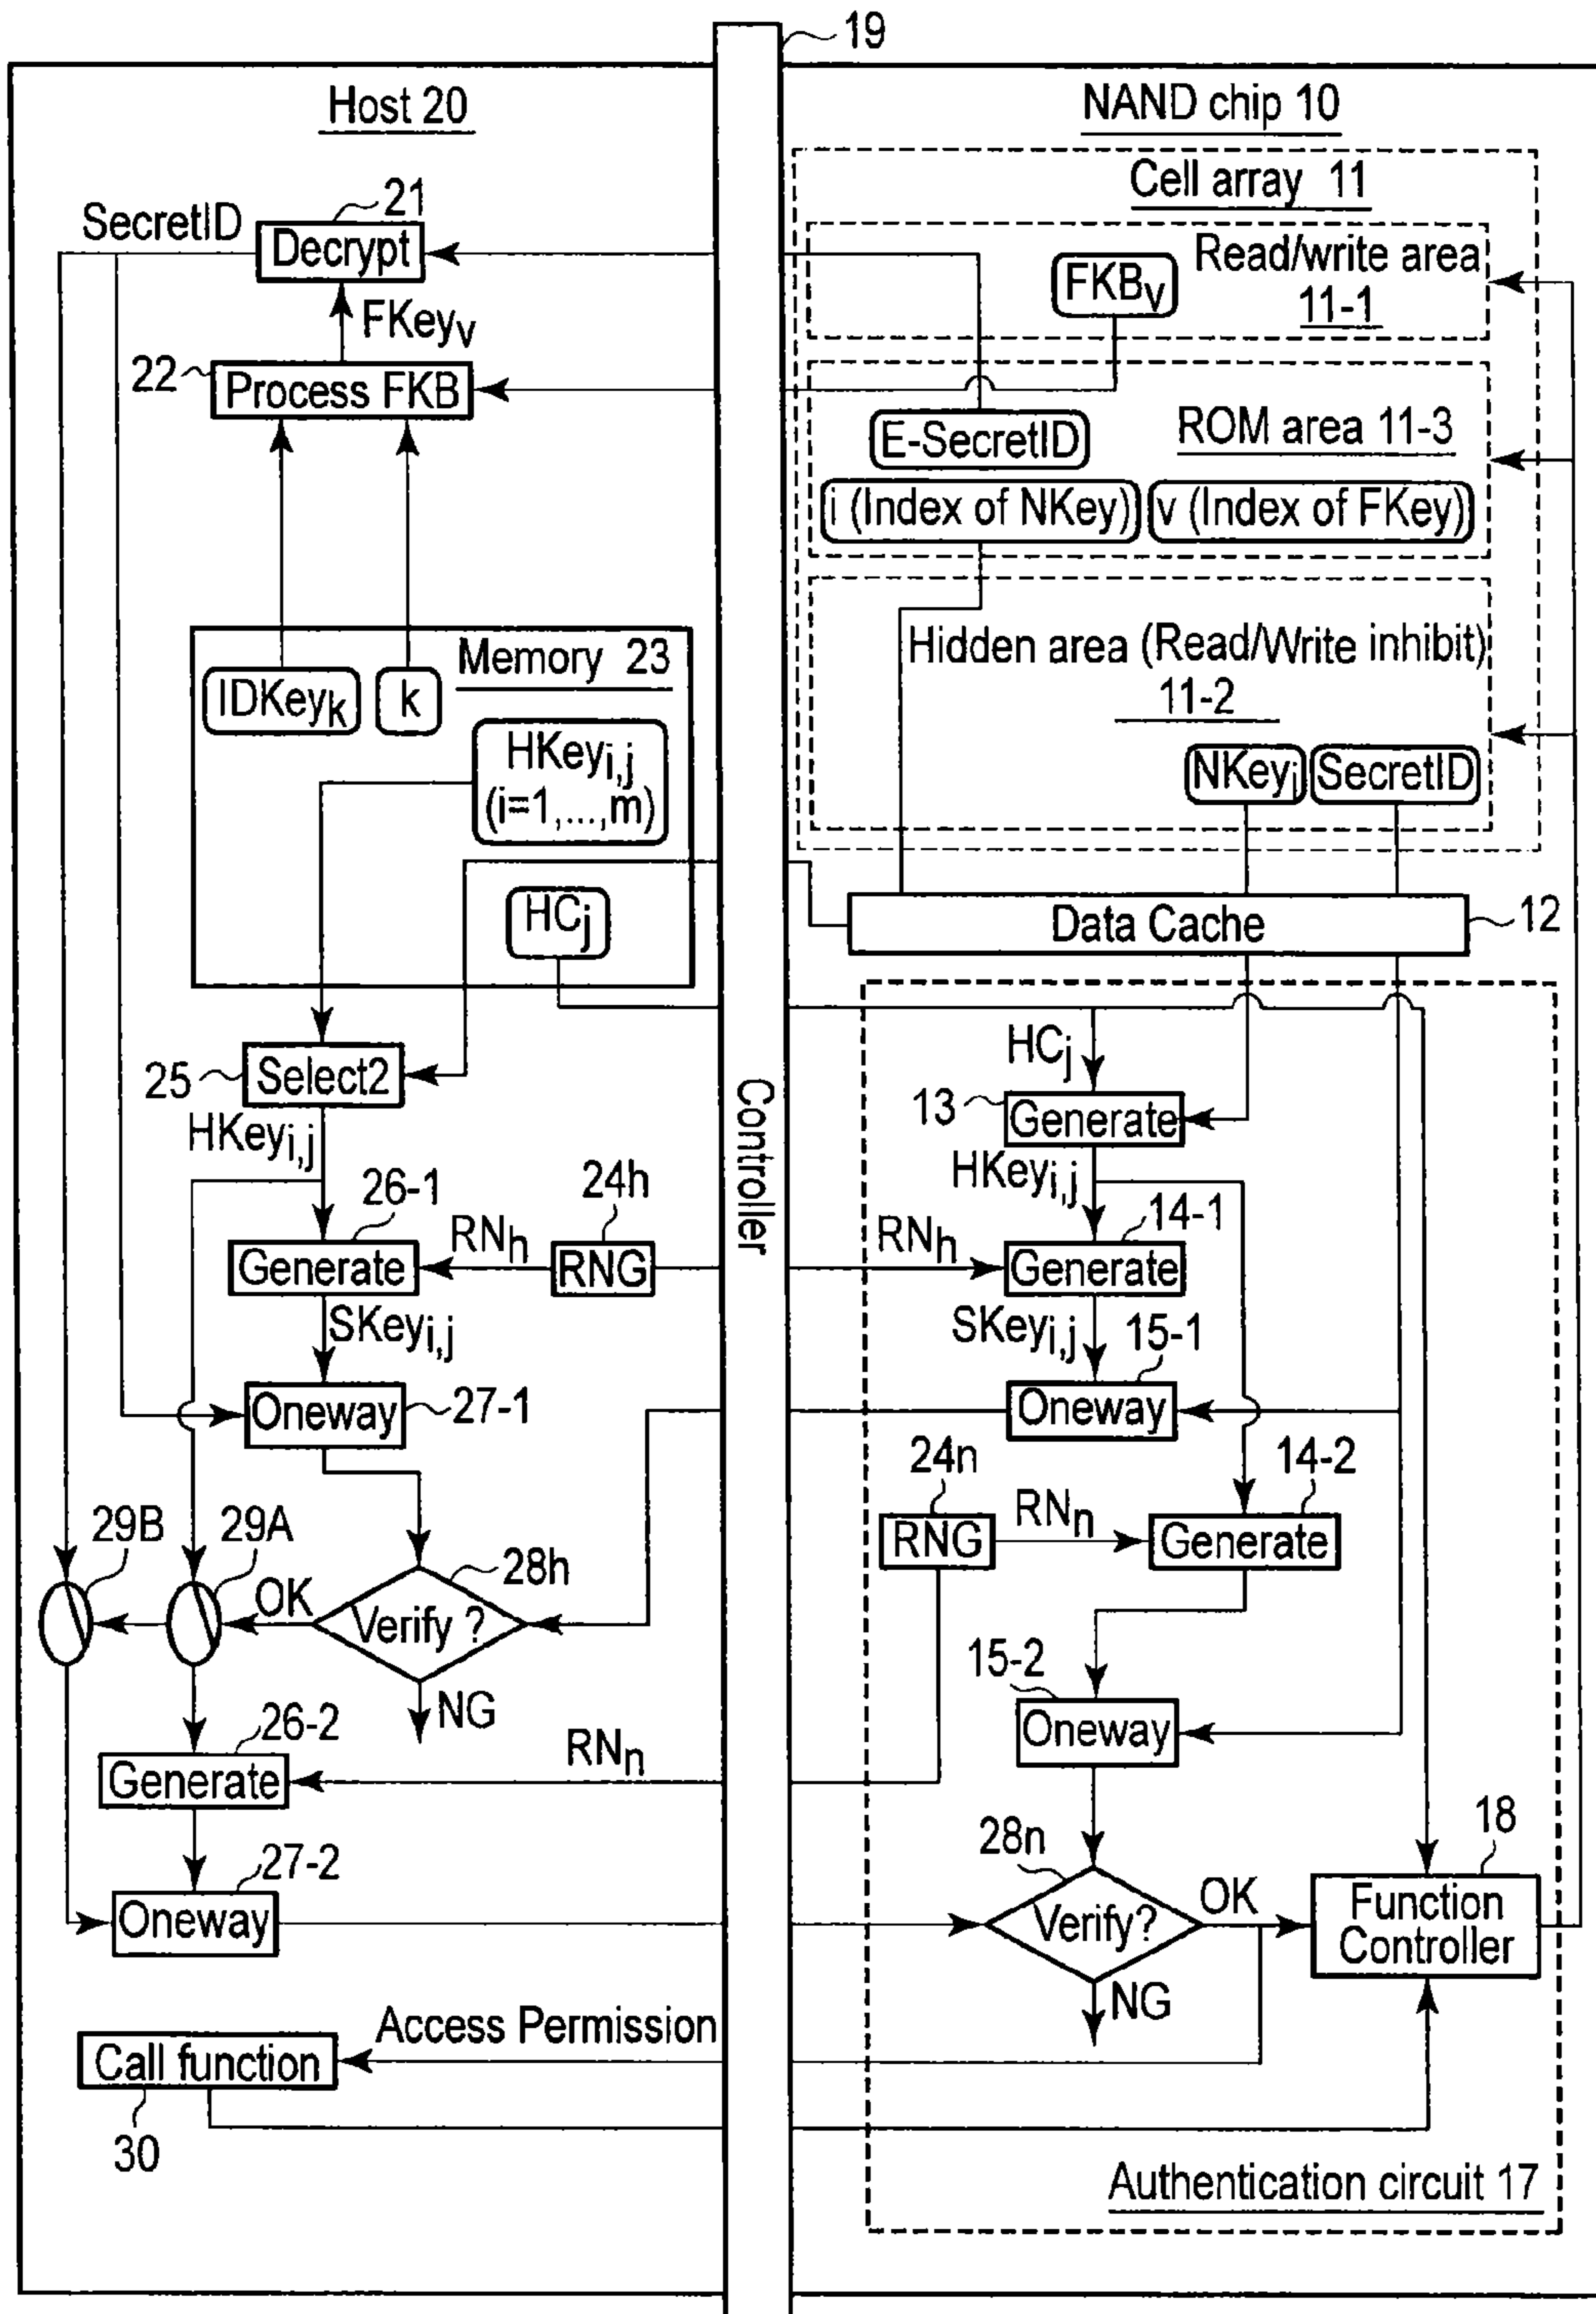 19
Host 20
NAND chip 10
Cell array 11
Read/write area
11-1
FKBv
SecretID
21
Decrypt
FKeyv
22
Process FKB
E-SecretID
ROM area 11-3
i (Index of NKey)
v (Index of FKey)
Memory 23
IDKeyk
k
HKeyi,j
(i=1,...,m)
HCj
Hidden area (Read/Write inhibit)
11-2
NKeyi
SecretID
Data Cache
12
Controller
25
Select2
HKeyi,j
HCj
13
Generate
HKeyi,j
26-1
24h
14-1
Generate
RNh
RNG
RNh
Generate
SKeyi,j
SKeyi,j
15-1
Oneway
27-1
Oneway
24n
14-2
RNG
RNn
Generate
29B
29A
OK
28h
Verify ?
NG
15-2
Oneway
26-2
Generate
RNn
27-2
Oneway
28n
Verify?
OK
NG
18
Function
Controller
Access Permission
Call function
30
Authentication circuit 17